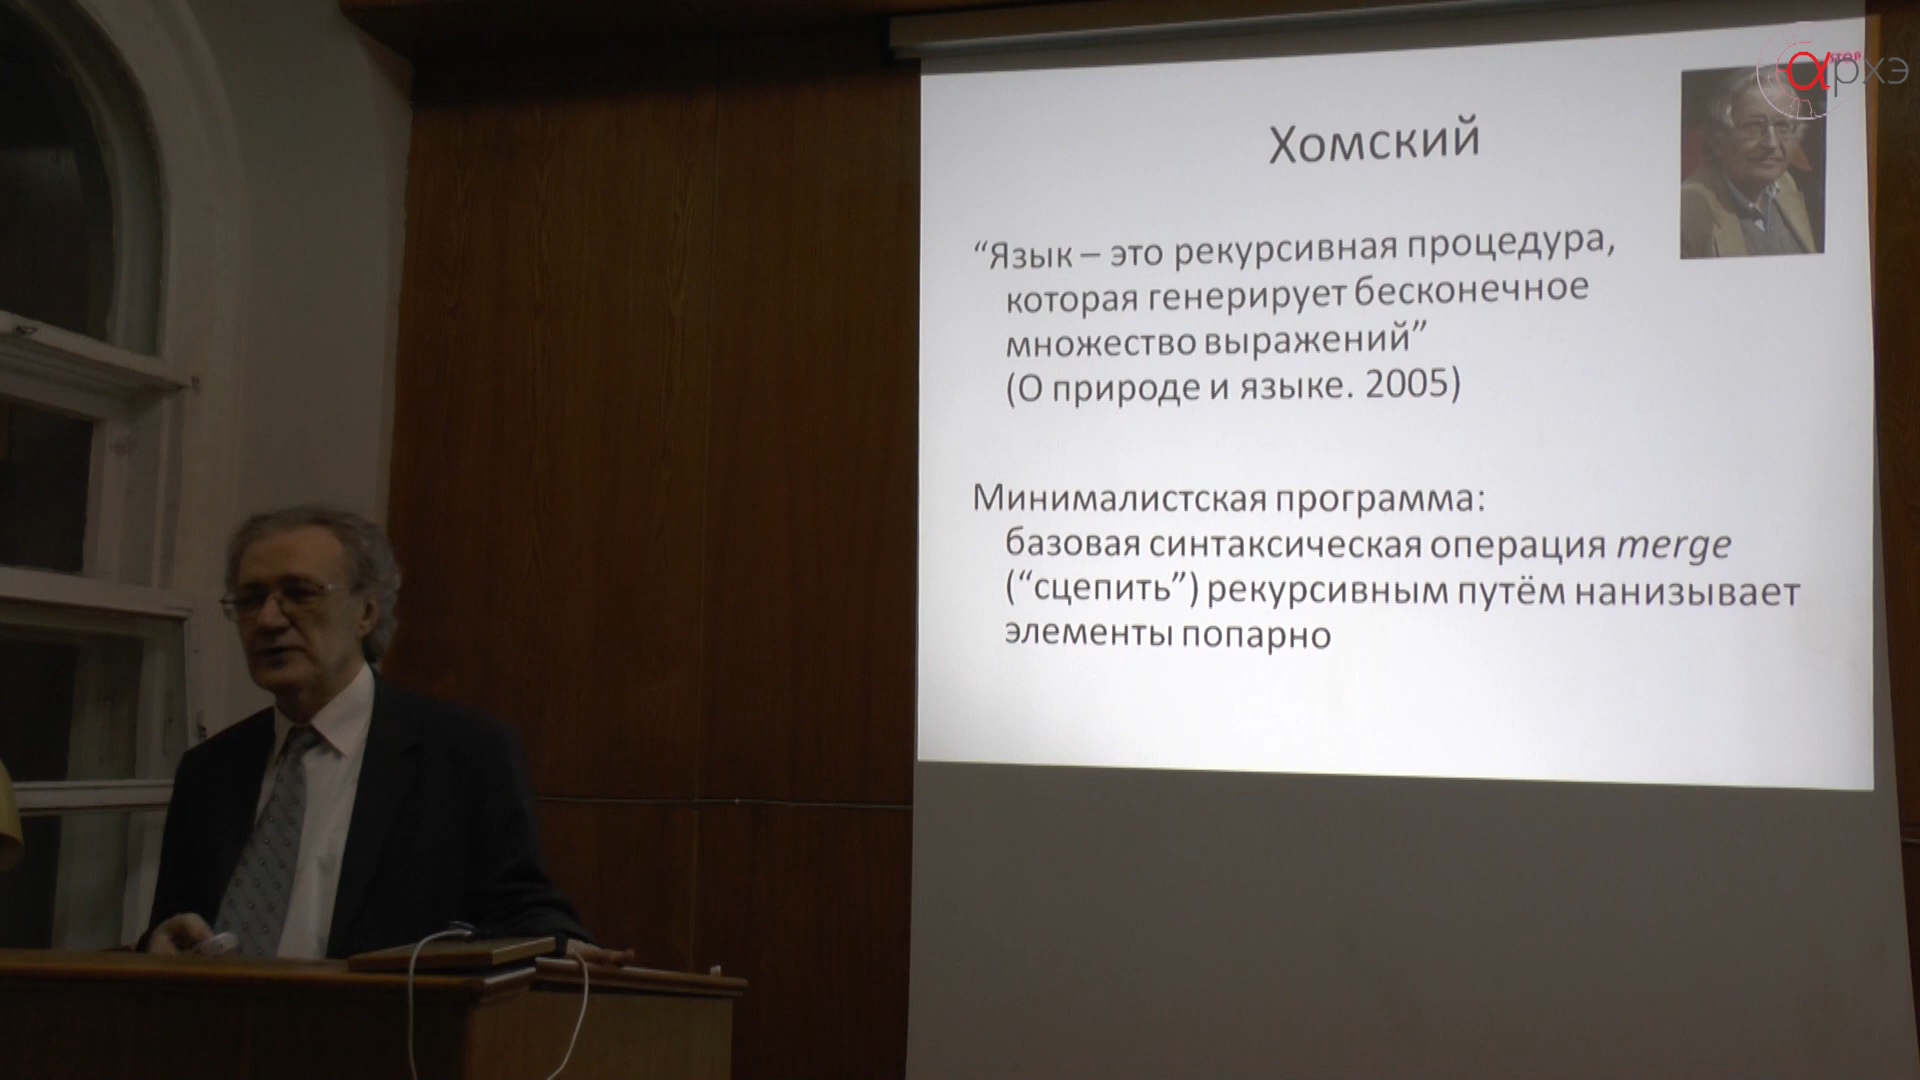 αрхэ
Хомский
“Язык – это рекурсивная процедура,
которая генерирует бесконечное
множество выражений”
(О природе и языке. 2005)
Минималистская программа:
базовая синтаксическая операция merge
(“сцепить”) рекурсивным путём нанизывает
элементы попарно